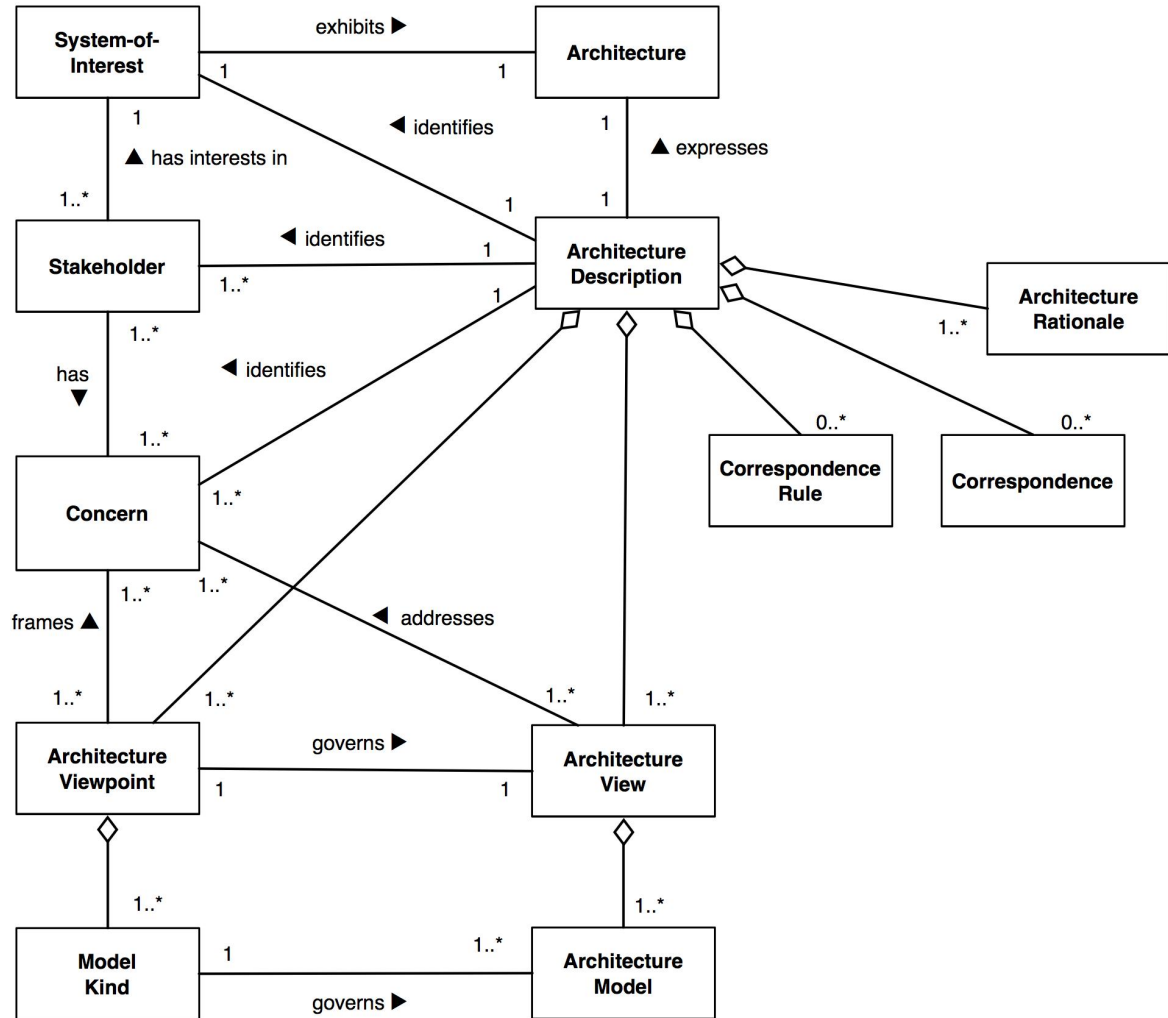 System-of-
Interest
exhibits ▶
Architecture
1
1
◀ identifies
1
▲ has interests in
1
▲ expresses
1..*
1
1
Stakeholder
◀ identifies
1
1..*
Architecture
Description
Architecture
Rationale
1..*
1..*
1
has
▼
◀ identifies
1..*
0..*
0..*
Concern
1..*
Correspondence
Rule
Correspondence
1..*
1..*
frames ▲
◀ addresses
1..*
1..*
1..*
1..*
Architecture
Viewpoint
governs ▶
1
1
Architecture
View
1..*
1..*
Model
Kind
1
1..*
governs ▶
Architecture
Model